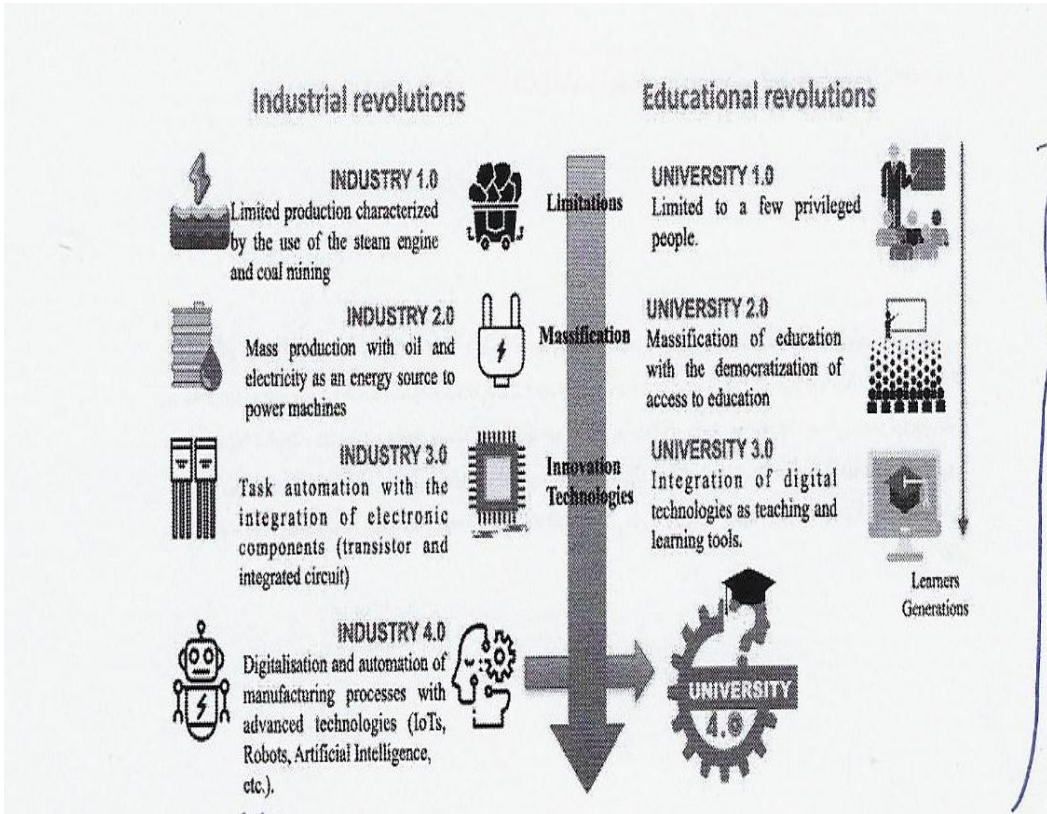 Industrial revolutions
Educational revolutions
INDUSTRY 1.0
Limited production characterized
by the use of the steam engine
and coal mining
Limitations
UNIVERSITY 1.0
Limited to a few privileged
people.
INDUSTRY 2.0
Mass production with oil and
electricity as an energy source to
power machines
Massification
UNIVERSITY 2.0
Massification of education
with the democratization of
access to education
INDUSTRY 3.0
Task automation with the
integration of electronic
components (transistor and
integrated circuit)
Innovation
Technologies
UNIVERSITY 3.0
Integration of digital
technologies as teaching and
learning tools.
Learners
Generations
INDUSTRY 4.0
Digitalisation and automation of
manufacturing processes with
advanced technologies (IoTs,
Robots, Artificial Intelligence,
etc.).
UNIVERSITY
4.0